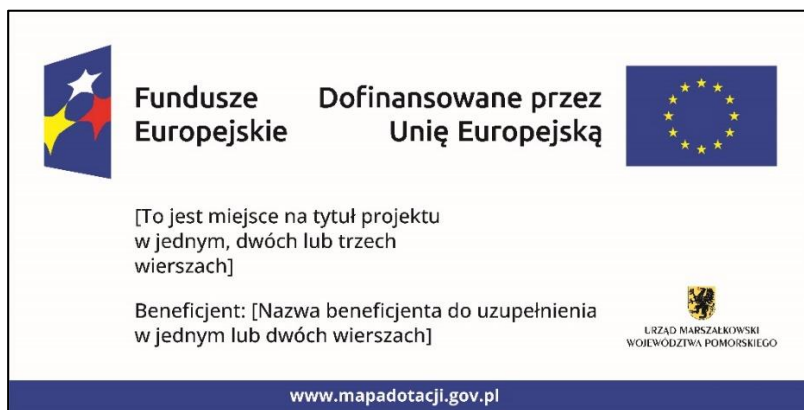 Fundusze
Europejskie
Dofinansowane przez
Unię Europejską
[To jest miejsce na tytuł projektu
w jednym, dwóch lub trzech
wierszach]
Beneficjent: [Nazwa beneficjenta do uzupełnienia
w jednym lub dwóch wierszach]
URZĄD MARSZAŁKOWSKI
WOJEWÓDZTWA POMORSKIEGO
www.mapadotacji.gov.pl